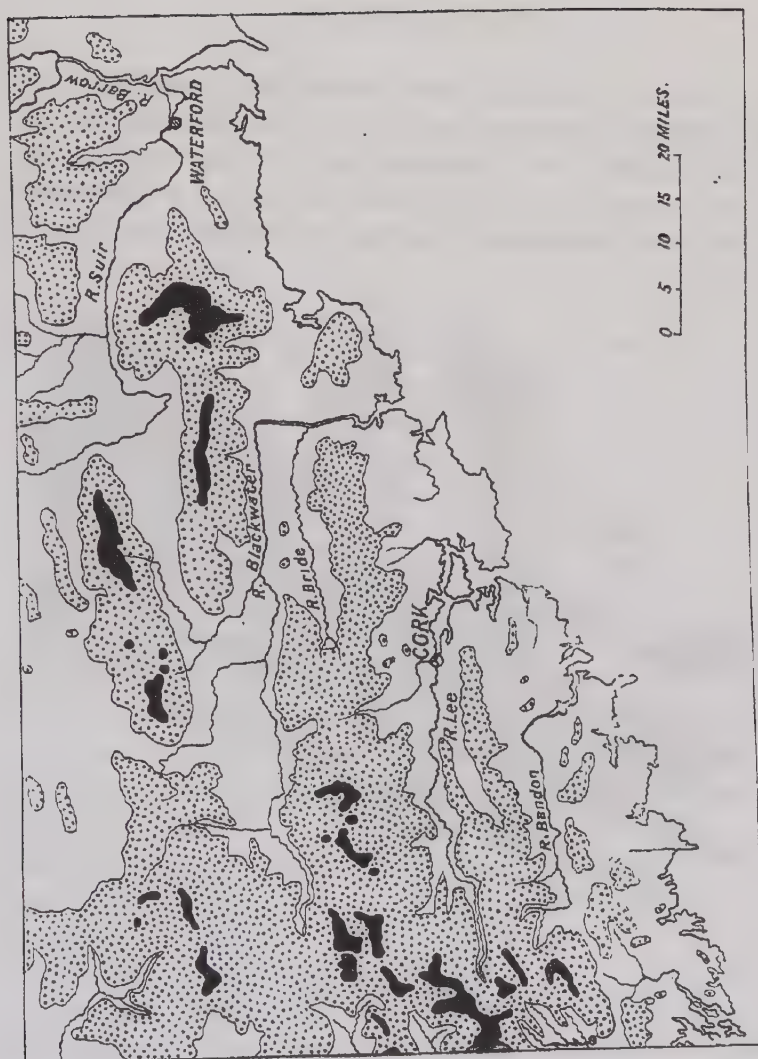 R. Barrow
WATERFORD
R. Suir
R. Blackwater
R. Bride
CORK
R. Lee
R. Bandon
0 5 10 15 20 MILES.